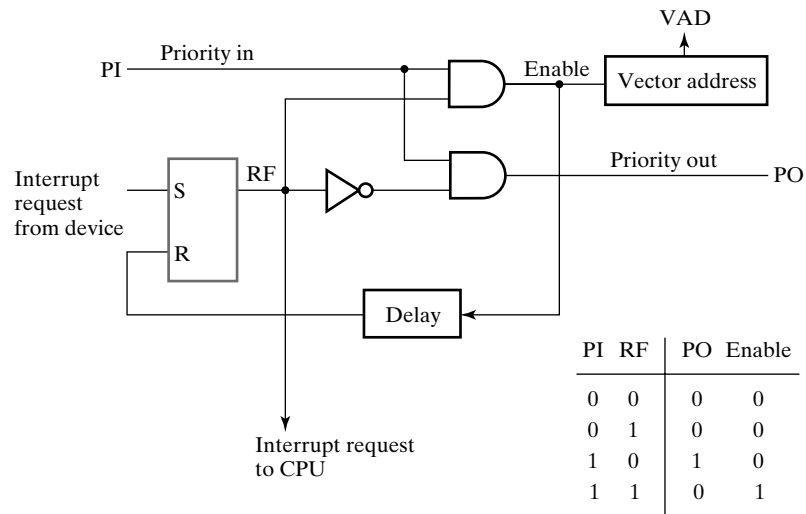 VAD
Priority in
PI
Enable
Vector address
Priority out
PO
RF
Interrupt
request
from device
S
R
Delay
Interrupt request
to CPU
PI RF PO Enable
0 0 0 0
0 1 0 0
1 0 1 0
1 1 0 1